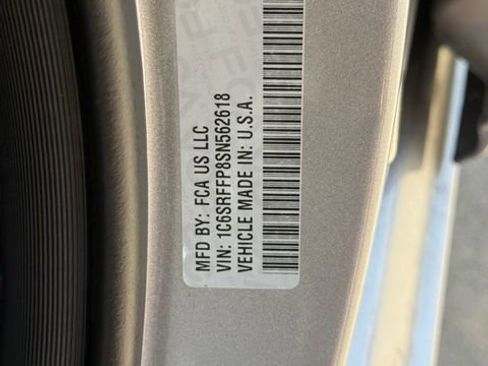 MFD BY: FCA US LLC
VIN: 1C6SRFFP8SN562618
VEHICLE MADE IN: U.S.A.